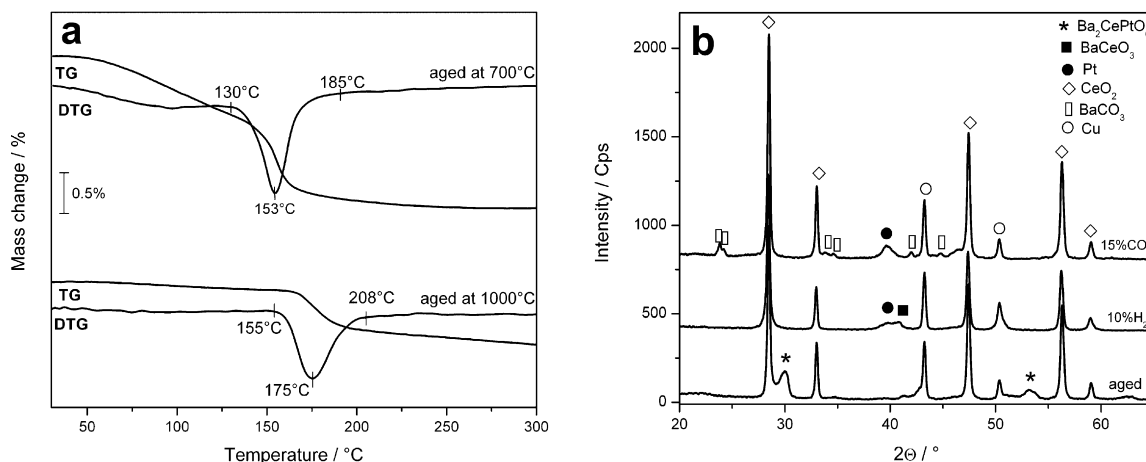 a
TG
DTG
130°C
185°C
aged at 700°C
0.5%
153°C
TG
DTG
155°C
208°C
aged at 1000°C
175°C
Mass change / %
50
100
150
200
250
300
Temperature / °C
b
* Ba₂CePtO
■ BaCeO₃
● Pt
◇ CeO₂
▯ BaCO₃
○ Cu
15%CO
10%H₂
aged
*
*
2000
1500
1000
500
0
Intensity / Cps
20
30
40
50
60
2Θ / °